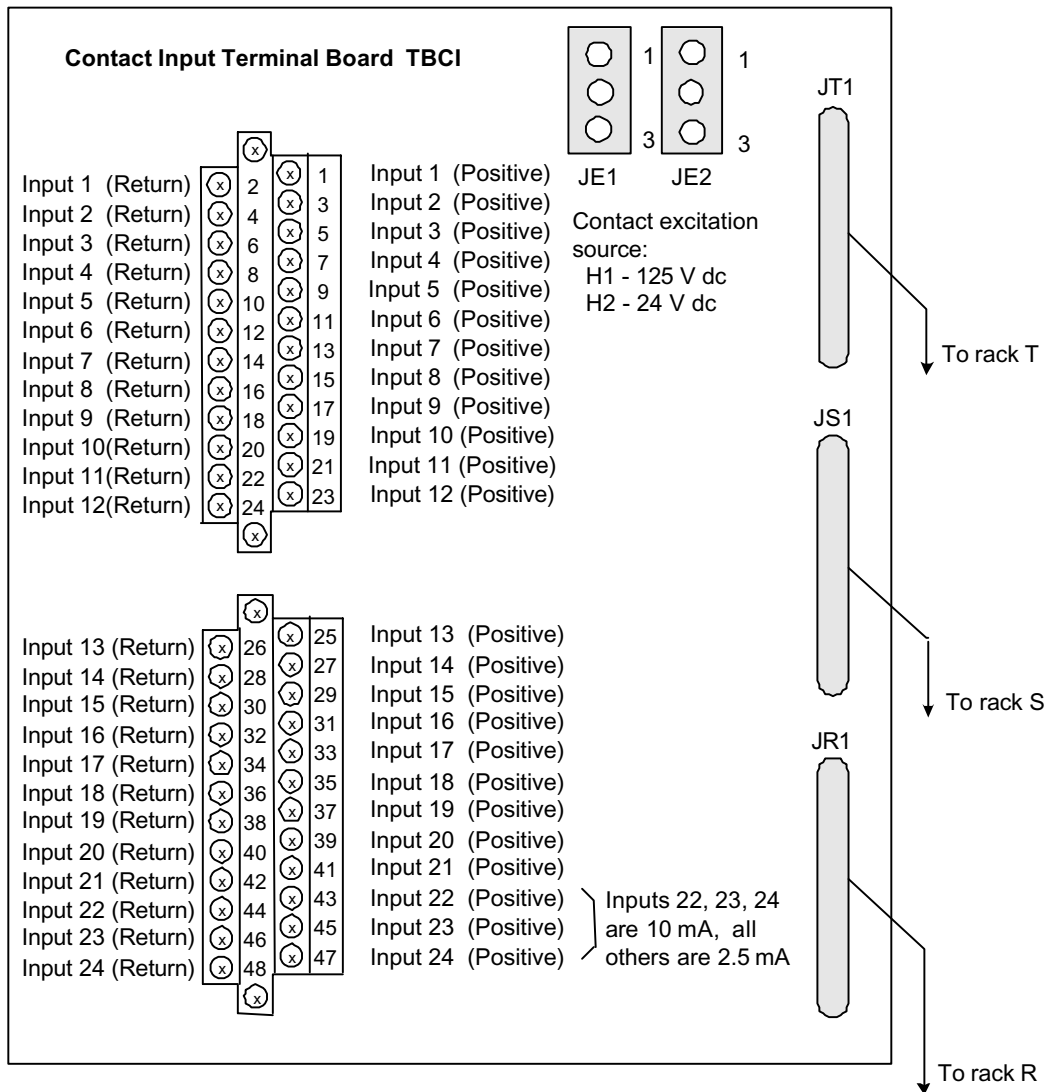 Contact Input Terminal Board TBCI
1
3
JE1
1
3
JE2
Contact excitation
source:
H1 - 125 V dc
H2 - 24 V dc
JT1
To rack T
JS1
To rack S
JR1
To rack R
x
Input 1 (Return) x 2 x 1 Input 1 (Positive)
Input 2 (Return) x 4 x 3 Input 2 (Positive)
Input 3 (Return) x 6 x 5 Input 3 (Positive)
Input 4 (Return) x 8 x 7 Input 4 (Positive)
Input 5 (Return) x 10 x 9 Input 5 (Positive)
Input 6 (Return) x 12 x 11 Input 6 (Positive)
Input 7 (Return) x 14 x 13 Input 7 (Positive)
Input 8 (Return) x 16 x 15 Input 8 (Positive)
Input 9 (Return) x 18 x 17 Input 9 (Positive)
Input 10(Return) x 20 x 19 Input 10 (Positive)
Input 11(Return) x 22 x 21 Input 11 (Positive)
Input 12(Return) x 24 x 23 Input 12 (Positive)
x
x
Input 13 (Return) x 26 x 25 Input 13 (Positive)
Input 14 (Return) x 28 x 27 Input 14 (Positive)
Input 15 (Return) x 30 x 29 Input 15 (Positive)
Input 16 (Return) x 32 x 31 Input 16 (Positive)
Input 17 (Return) x 34 x 33 Input 17 (Positive)
Input 18 (Return) x 36 x 35 Input 18 (Positive)
Input 19 (Return) x 38 x 37 Input 19 (Positive)
Input 20 (Return) x 40 x 39 Input 20 (Positive)
Input 21 (Return) x 42 x 41 Input 21 (Positive)
Input 22 (Return) x 44 x 43 Input 22 (Positive)
Input 23 (Return) x 46 x 45 Input 23 (Positive)
Input 24 (Return) x 48 x 47 Input 24 (Positive)
x
Inputs 22, 23, 24
are 10 mA, all
others are 2.5 mA